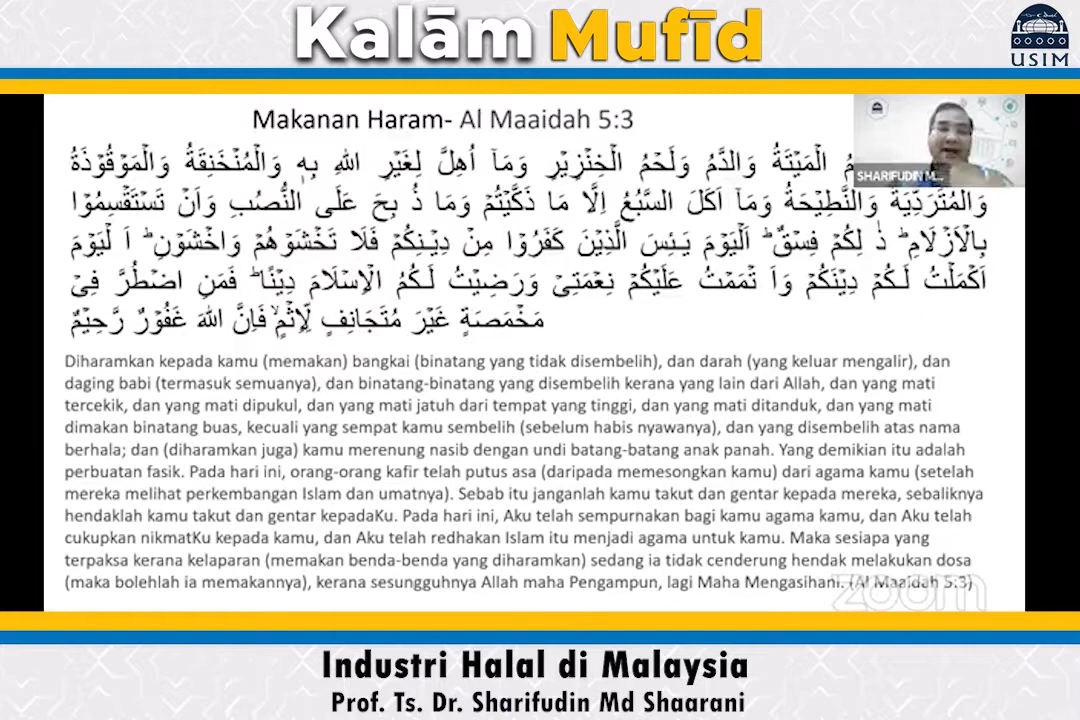 Kalām Mufīd
USIM
Makanan Haram- Al Maaidah 5:3
الۡمَيۡتَةُ وَالدَّمُ وَلَحۡمُ الۡخِنۡزِيۡرِ وَمَاۤ اُهِلَّ لِغَيۡرِ اللّٰهِ بِهٖ وَالۡمُنۡخَنِقَةُ وَالۡمَوۡقُوۡذَةُ
SHARIFUDIN M...
وَالۡمُتَرَدِّيَةُ وَالنَّطِيۡحَةُ وَمَاۤ اَكَلَ السَّبُعُ اِلَّا مَا ذَكَّيۡتُمۡ وَمَا ذُ بِحَ عَلَى النُّصُبِ وَاَنۡ تَسۡتَقۡسِمُوۡا
بِالۡاَزۡلَامِ‌ ؕ ذٰ لِكُمۡ فِسۡقٌ‌ ؕ اَلۡيَوۡمَ يَٮِٕسَ الَّذِيۡنَ كَفَرُوۡا مِنۡ دِيۡـنِكُمۡ فَلَا تَخۡشَوۡهُمۡ وَاخۡشَوۡنِ‌ ؕ اَ لۡيَوۡمَ
اَكۡمَلۡتُ لَـكُمۡ دِيۡنَكُمۡ وَاَ تۡمَمۡتُ عَلَيۡكُمۡ نِعۡمَتِىۡ وَرَضِيۡتُ لَـكُمُ الۡاِسۡلَامَ دِيۡنًا‌ ؕ فَمَنِ اضۡطُرَّ فِىۡ
مَخۡمَصَةٍ غَيۡرَ مُتَجَانِفٍ لِّاِثۡمٍ‌ۙ فَاِنَّ اللّٰهَ غَفُوۡرٌ رَّحِيۡمٌ
Diharamkan kepada kamu (memakan) bangkai (binatang yang tidak disembelih), dan darah (yang keluar mengalir), dan
daging babi (termasuk semuanya), dan binatang-binatang yang disembelih kerana yang lain dari Allah, dan yang mati
tercekik, dan yang mati dipukul, dan yang mati jatuh dari tempat yang tinggi, dan yang mati ditanduk, dan yang mati
dimakan binatang buas, kecuali yang sempat kamu sembelih (sebelum habis nyawanya), dan yang disembelih atas nama
berhala; dan (diharamkan juga) kamu merenung nasib dengan undi batang-batang anak panah. Yang demikian itu adalah
perbuatan fasik. Pada hari ini, orang-orang kafir telah putus asa (daripada memesongkan kamu) dari agama kamu (setelah
mereka melihat perkembangan Islam dan umatnya). Sebab itu janganlah kamu takut dan gentar kepada mereka, sebaliknya
hendaklah kamu takut dan gentar kepadaKu. Pada hari ini, Aku telah sempurnakan bagi kamu agama kamu, dan Aku telah
cukupkan nikmatKu kepada kamu, dan Aku telah redhakan Islam itu menjadi agama untuk kamu. Maka sesiapa yang
terpaksa kerana kelaparan (memakan benda-benda yang diharamkan) sedang ia tidak cenderung hendak melakukan dosa
(maka bolehlah ia memakannya), kerana sesungguhnya Allah maha Pengampun, lagi Maha Mengasihani. (Al Maaidah 5:3)
zoom
Industri Halal di Malaysia
Prof. Ts. Dr. Sharifudin Md Shaarani